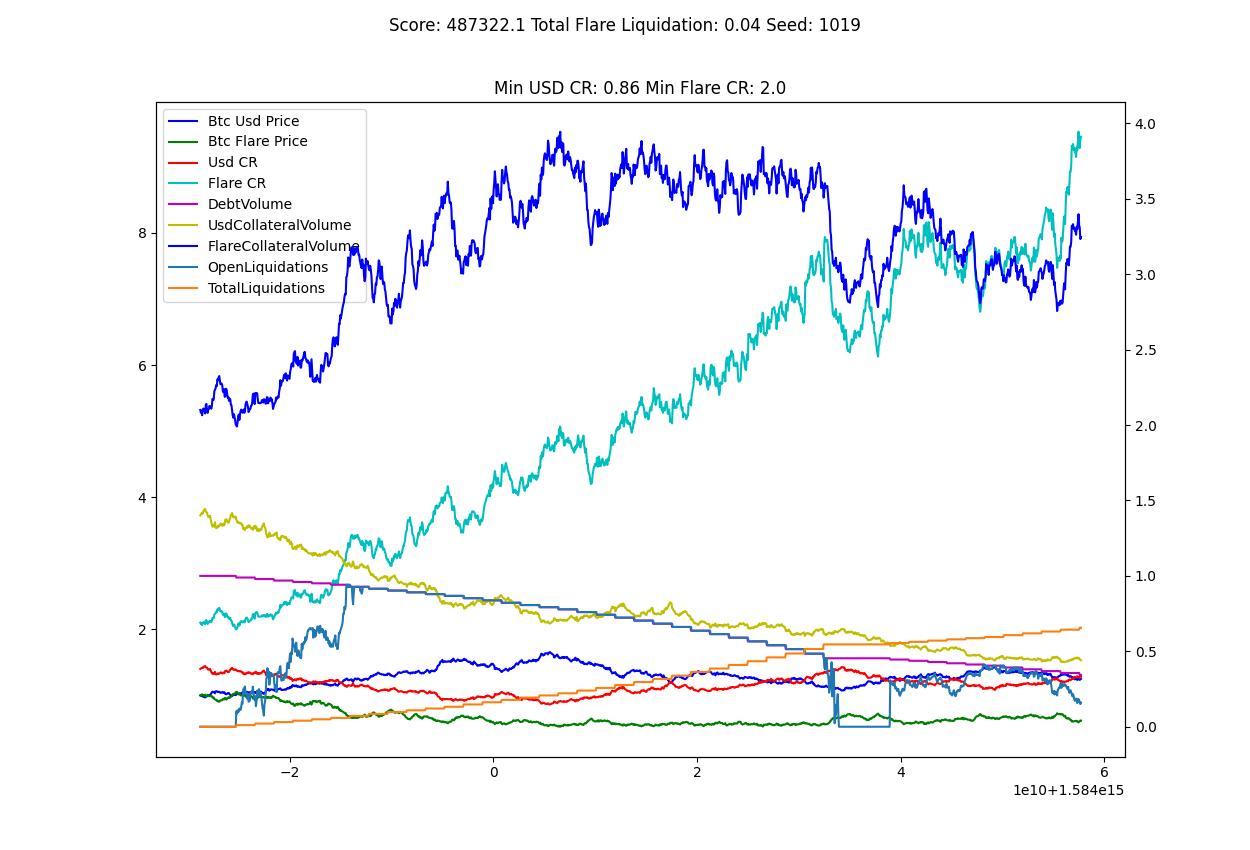 Score: 487322.1 Total Flare Liquidation: 0.04 Seed: 1019
Min USD CR: 0.86 Min Flare CR: 2.0
Btc Usd Price
Btc Flare Price
Usd CR
Flare CR
DebtVolume
UsdCollateralVolume
FlareCollateralVolume
OpenLiquidations
TotalLiquidations
8
6
4
2
4.0
3.5
3.0
2.5
2.0
1.5
1.0
0.5
0.0
−2
0
2
4
6
1e10+1.584e15